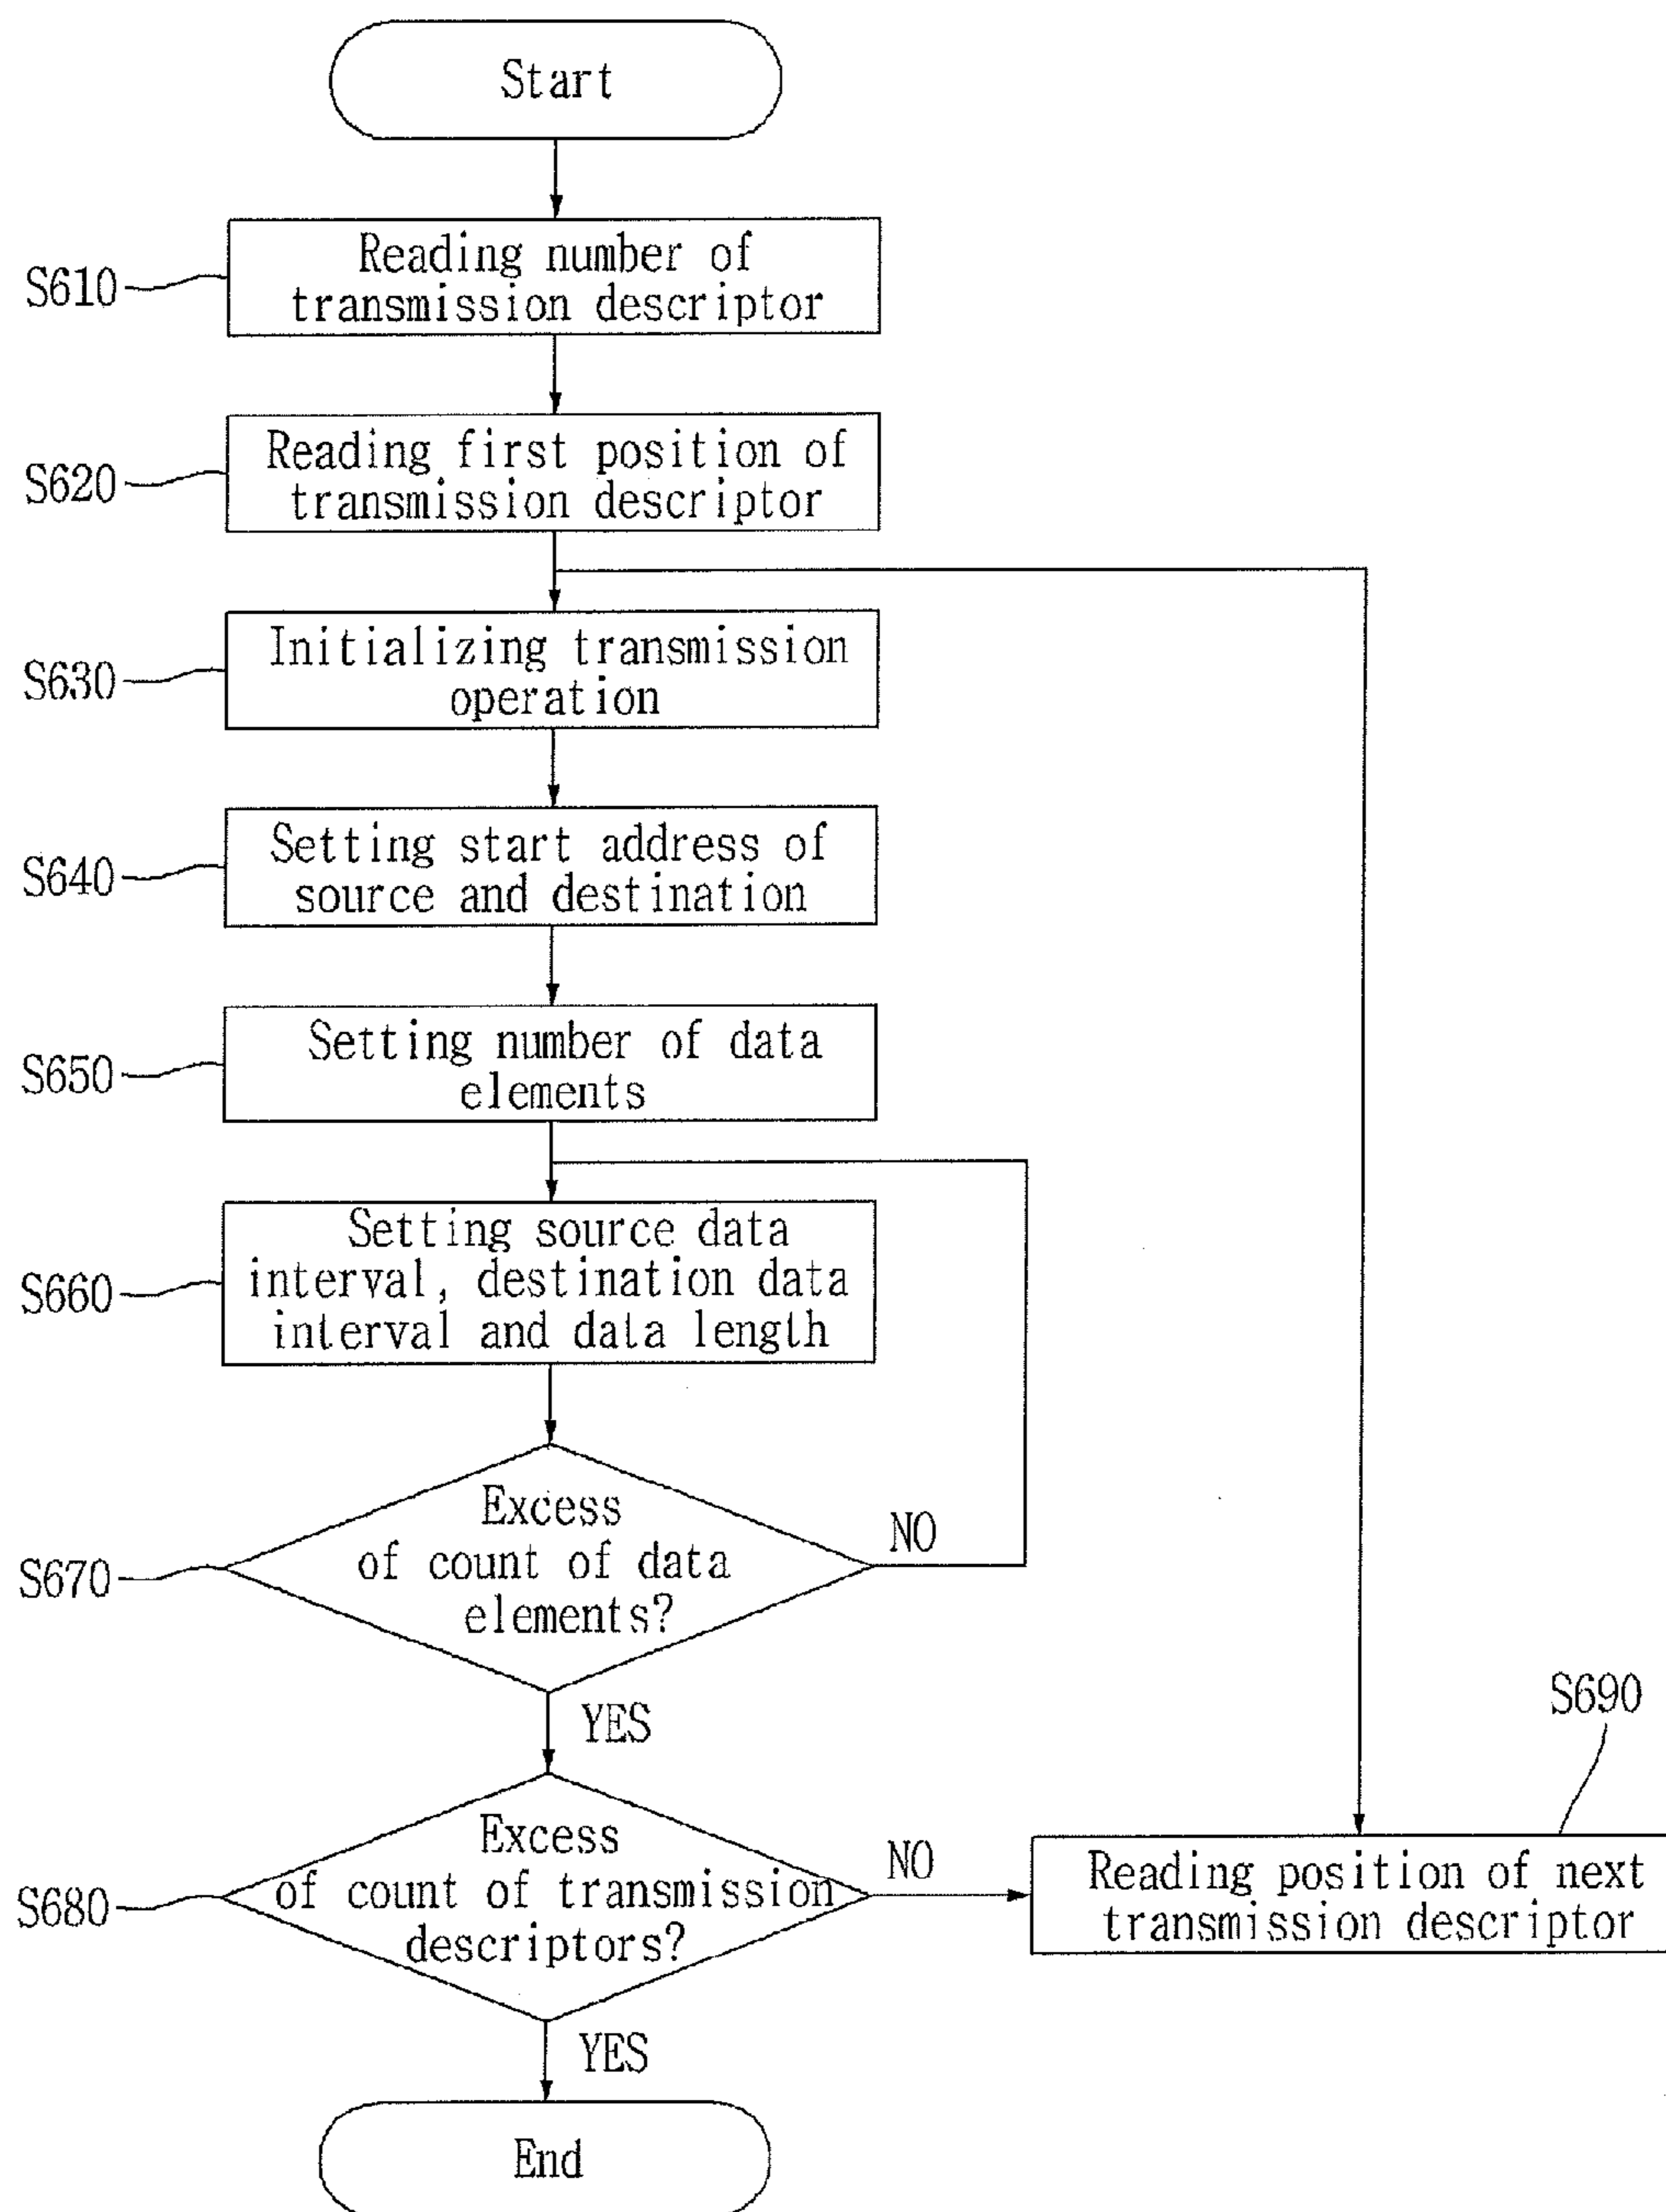 Start
S610
Reading number of
transmission descriptor
S620
Reading first position of
transmission descriptor
S630
Initializing transmission
operation
S640
Setting start address of
source and destination
S650
Setting number of data
elements
S660
Setting source data
interval, destination data
interval and data length
S670
Excess
of count of data
elements?
NO
YES
S680
Excess
of count of transmission
descriptors?
NO
S690
Reading position of next
transmission descriptor
YES
End